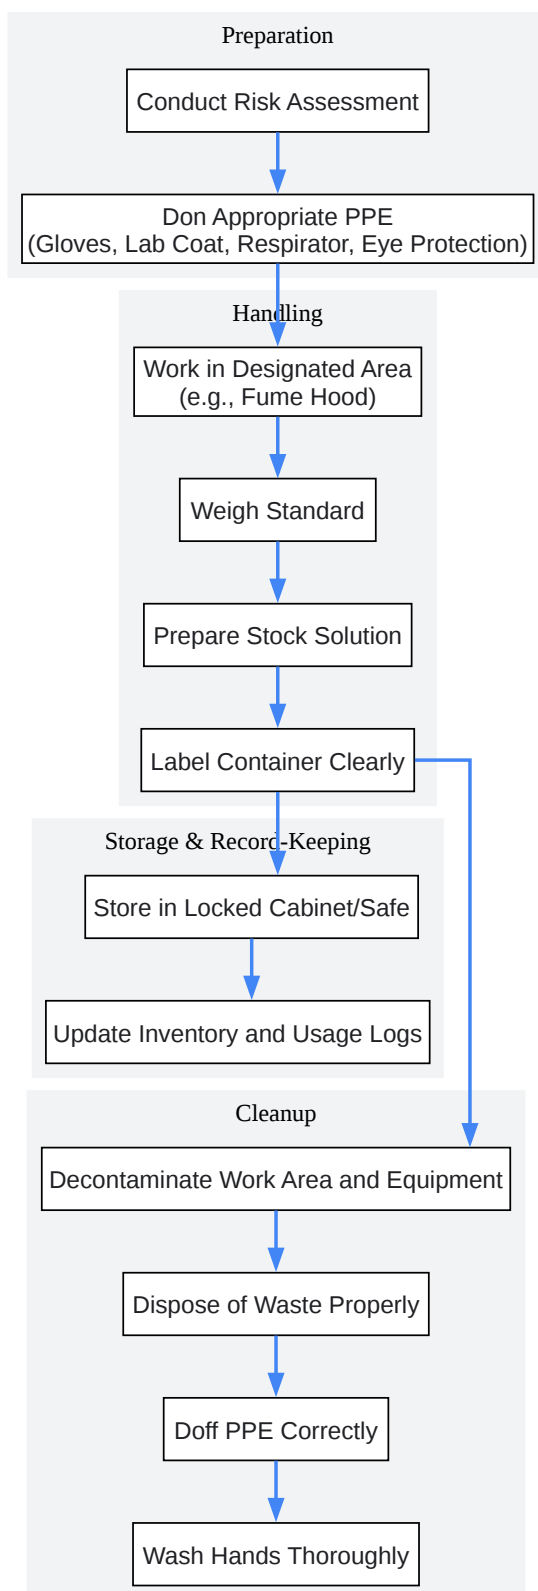 Preparation
Conduct Risk Assessment
Don Appropriate PPE
(Gloves, Lab Coat, Respirator, Eye Protection)
Handling
Work in Designated Area
(e.g., Fume Hood)
Weigh Standard
Prepare Stock Solution
Label Container Clearly
Storage & Record-Keeping
Store in Locked Cabinet/Safe
Update Inventory and Usage Logs
Cleanup
Decontaminate Work Area and Equipment
Dispose of Waste Properly
Doff PPE Correctly
Wash Hands Thoroughly